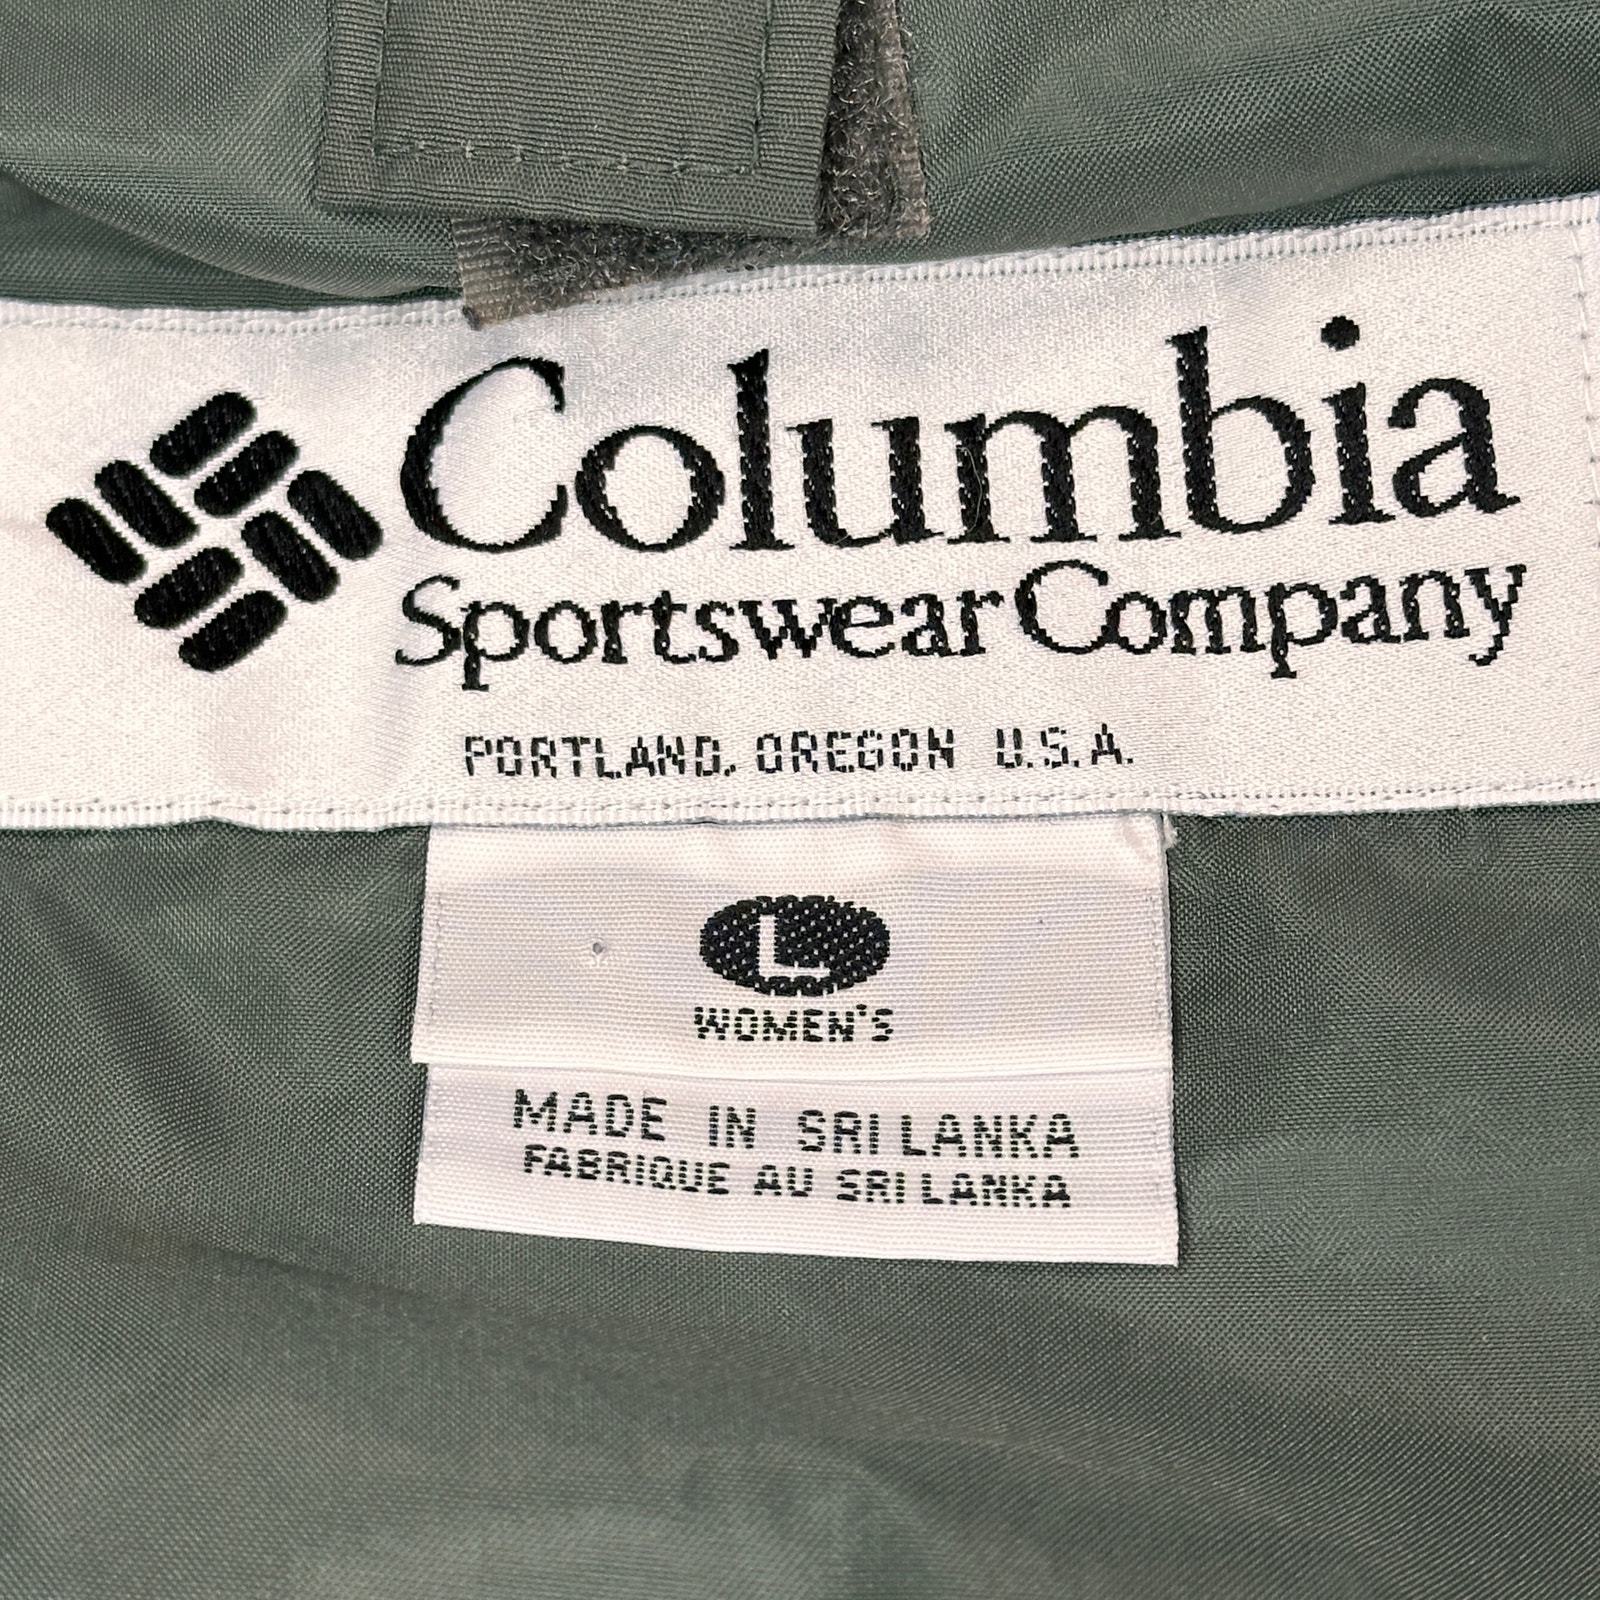 Columbia
Sportswear Company
PORTLAND, OREGON U.S.A.
L
WOMEN'S
MADE IN SRI LANKA
FABRIQUE AU SRI LANKA